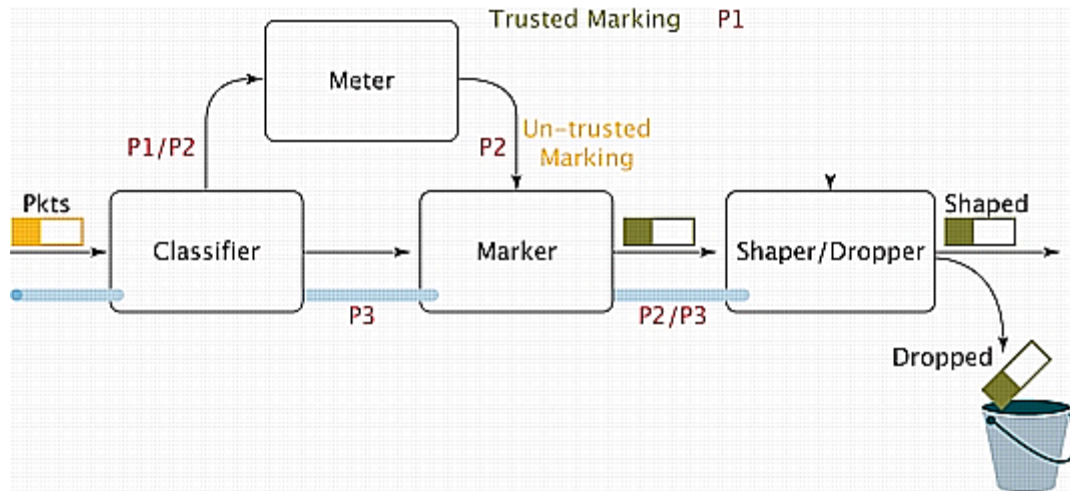 Trusted Marking P1
Meter
P1/P2
P2
Un-trusted
Marking
Pkts
Classifier
Marker
Shaper/Dropper
Shaped
P3
P2/P3
Dropped